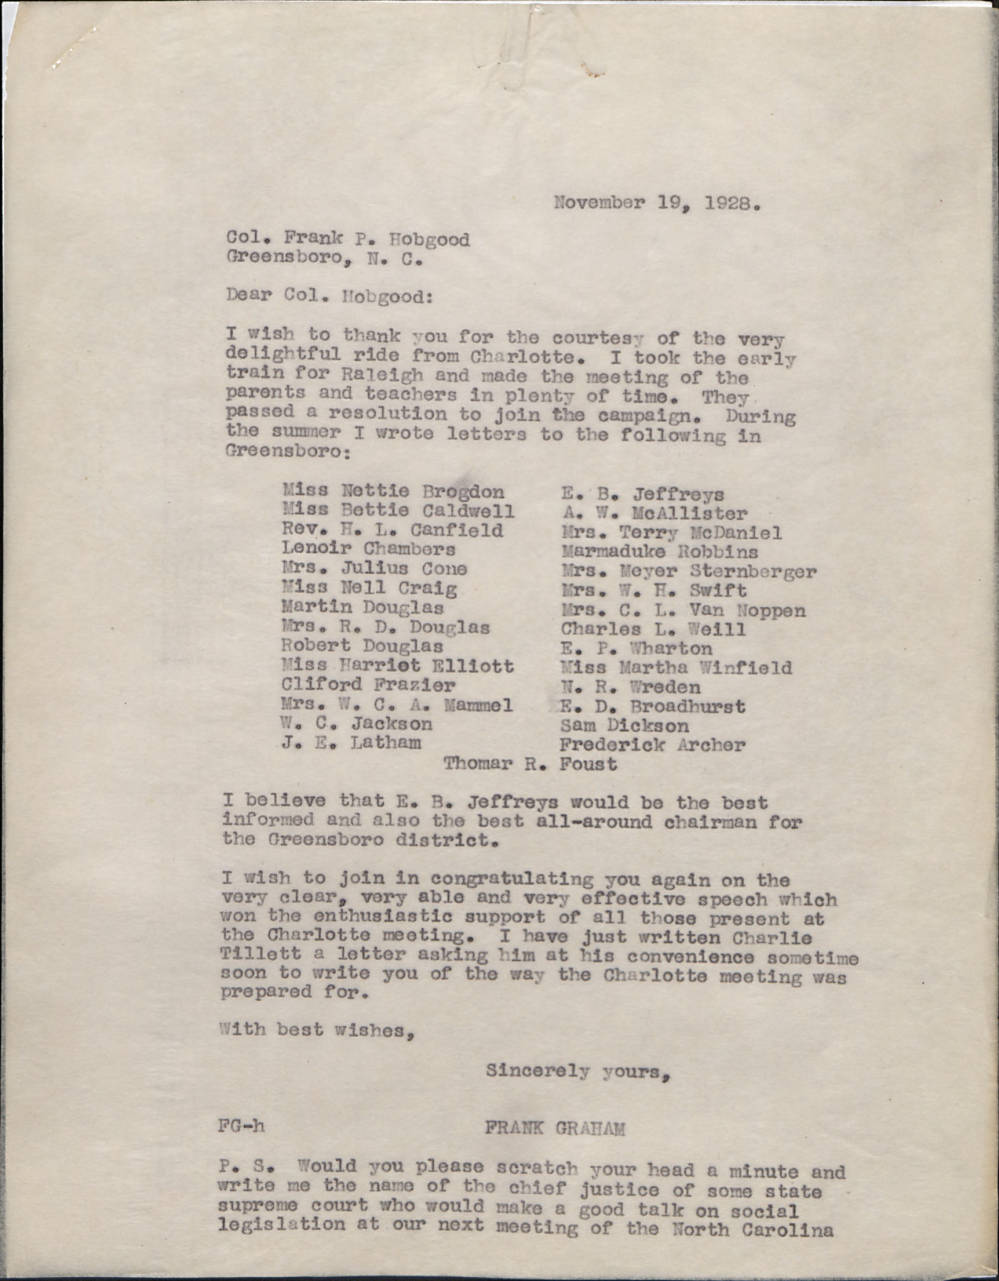 November 19, 1928.
Col. Frank P. Hobgood
Greensboro, N. C.
Dear Col. Hobgood:
I wish to thank you for the courtesy of the very
delightful ride from Charlotte. I took the early
train for Raleigh and made the meeting of the
parents and teachers in plenty of time. They
passed a resolution to join the campaign. During
the summer I wrote letters to the following in
Greensboro:
Miss Nettie Brogdon
Miss Bettie Caldwell
Rev. H. L. Canfield
Lenoir Chambers
Mrs. Julius Cone
Miss Nell Craig
Martin Douglas
Mrs. R. D. Douglas
Robert Douglas
Miss Harriet Elliott
Cliford Frazier
Mrs. W. C. A. Hammel
W. C. Jackson
J. E. Latham
E. B. Jeffreys
A. W. McAllister
Mrs. Terry McDaniel
Marmaduke Robbins
Mrs. Meyer Sternberger
Mrs. W. H. Swift
Mrs. C. L. Van Noppen
Charles L. Weill
E. P. Wharton
Miss Martha Winfield
N. R. Wreden
E. D. Broadhurst
Sam Dickson
Frederick Archer
Thomar R. Foust
I believe that E. B. Jeffreys would be the best
informed and also the best all-around chairman for
the Greensboro district.
I wish to join in congratulating you again on the
very clear, very able and very effective speech which
won the enthusiastic support of all those present at
the Charlotte meeting. I have just written Charlie
Tillett a letter asking him at his convenience sometime
soon to write you of the way the Charlotte meeting was
prepared for.
With best wishes,
Sincerely yours,
FG-h FRANK GRAHAM
P. S. Would you please scratch your head a minute and
write me the name of the chief justice of some state
supreme court who would make a good talk on social
legislation at our next meeting of the North Carolina